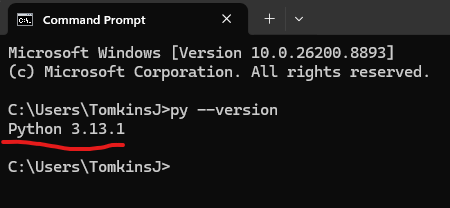 Command Prompt
Microsoft Windows [Version 10.0.26200.8893]
(c) Microsoft Corporation. All rights reserved.
C:\Users\TomkinsJ>py --version
Python 3.13.1
C:\Users\TomkinsJ>